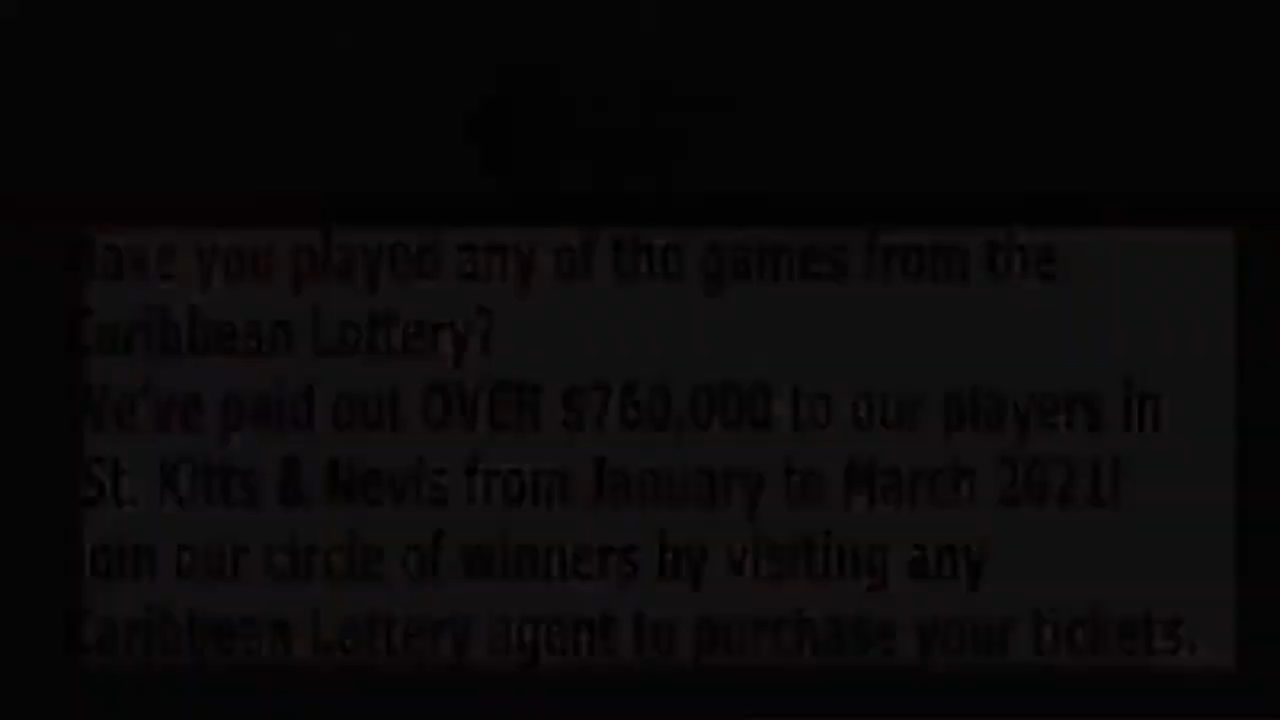 Have you played any of the games from the
Caribbean Lottery?
We've paid out OVER $760,000 to our players in
St. Kitts & Nevis from January to March 2021!
Join our circle of winners by visiting any
Caribbean Lottery agent to purchase your tickets.